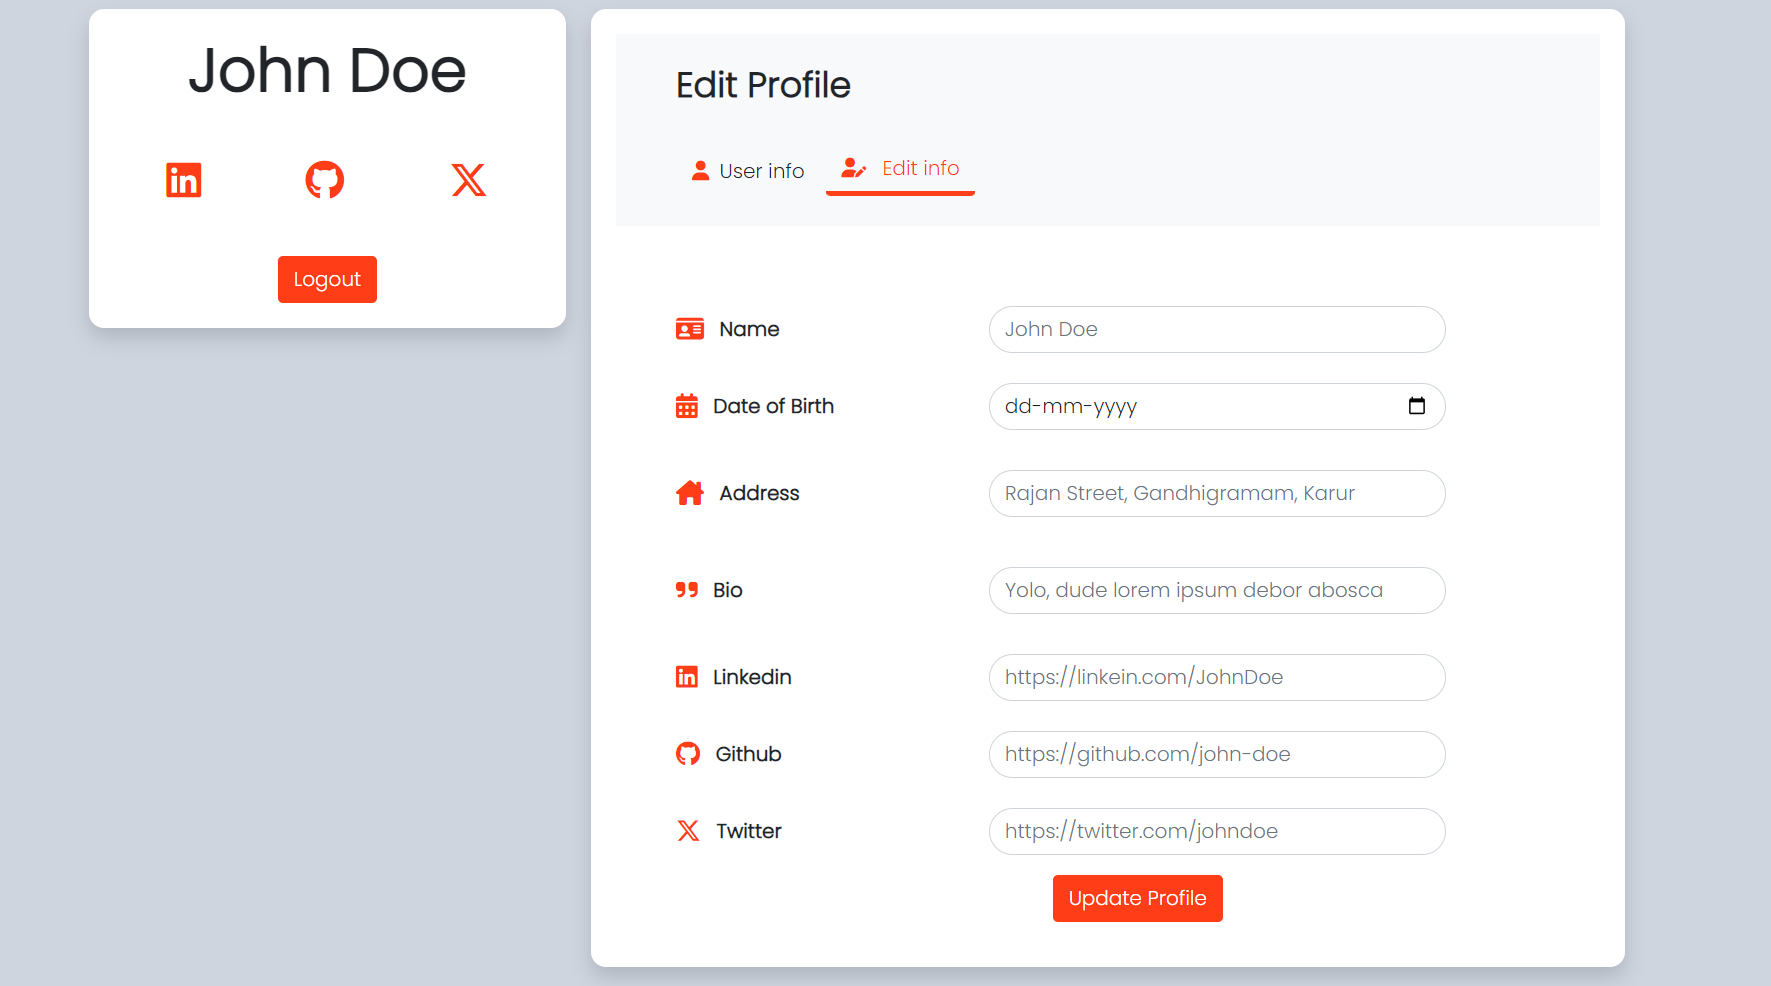 John Doe
Logout
Edit Profile
User info
Edit info
Name
John Doe
Date of Birth
dd-mm-yyyy
Address
Rajan Street, Gandhigramam, Karur
Bio
Yolo, dude lorem ipsum debor abosca
Linkedin
https://linkein.com/JohnDoe
Github
https://github.com/john-doe
Twitter
https://twitter.com/johndoe
Update Profile